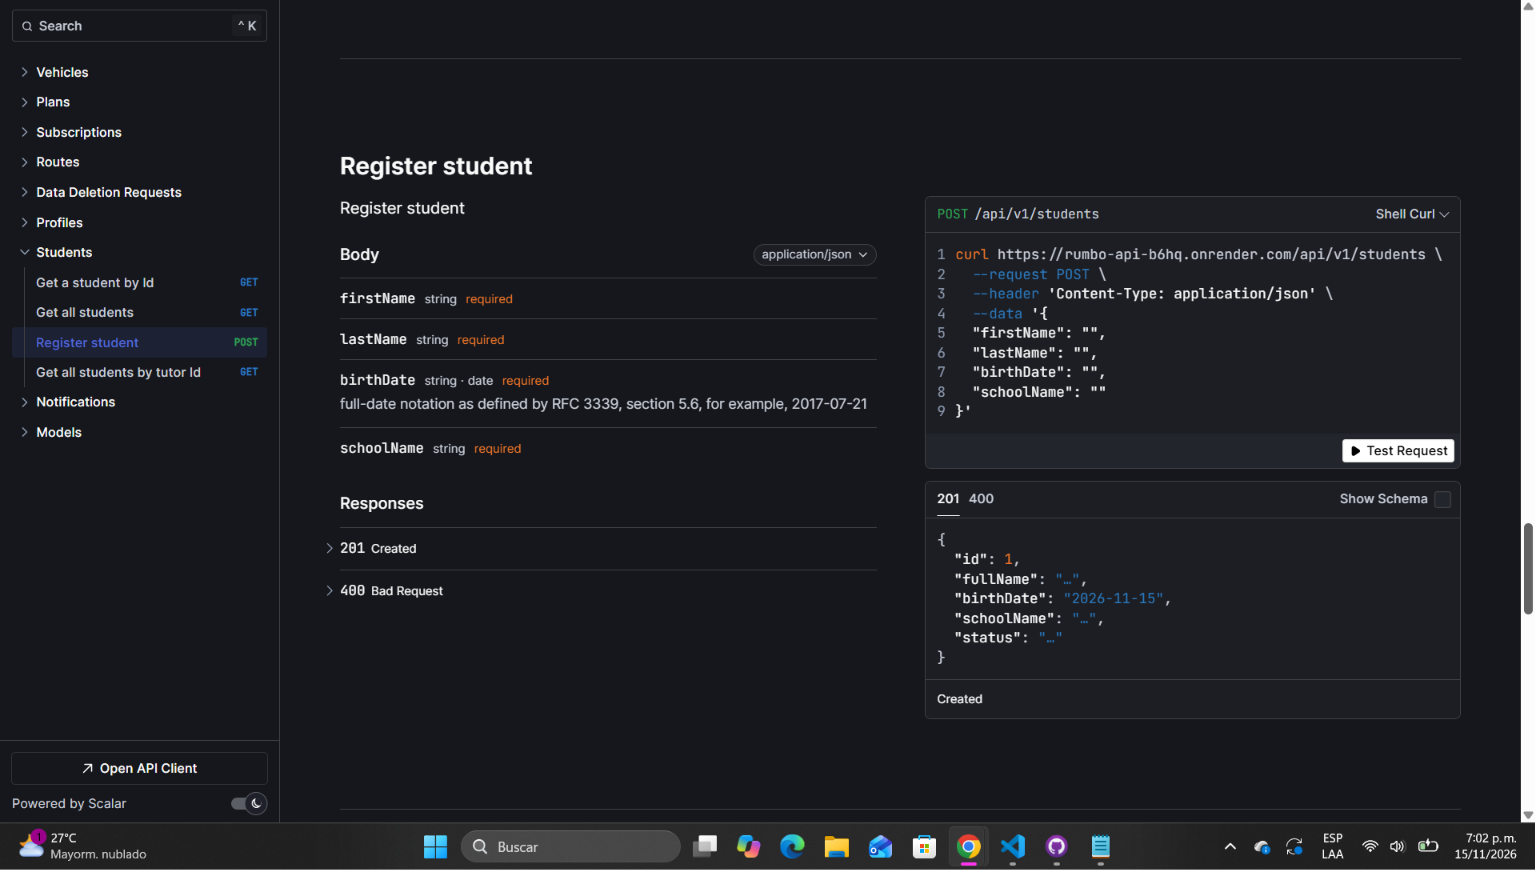 Search
^ K
Vehicles
Plans
Subscriptions
Routes
Data Deletion Requests
Profiles
Students
Get a student by Id GET
Get all students GET
Register student POST
Get all students by tutor Id GET
Notifications
Models
Open API Client
Powered by Scalar
Register student
Register student
Body
application/json
firstName string required
lastName string required
birthDate string · date required
full-date notation as defined by RFC 3339, section 5.6, for example, 2017-07-21
schoolName string required
Responses
201 Created
400 Bad Request
POST /api/v1/students
Shell Curl
1 curl https://rumbo-api-b6hq.onrender.com/api/v1/students \
2 --request POST \
3 --header 'Content-Type: application/json' \
4 --data '{
5 "firstName": "",
6 "lastName": "",
7 "birthDate": "",
8 "schoolName": ""
9 }'
Test Request
201 400
Show Schema
{
"id": 1,
"fullName": "…",
"birthDate": "2026-11-15",
"schoolName": "…",
"status": "…"
}
Created
1
27°C
Mayorm. nublado
Buscar
ESP
LAA
7:02 p.m.
15/11/2026